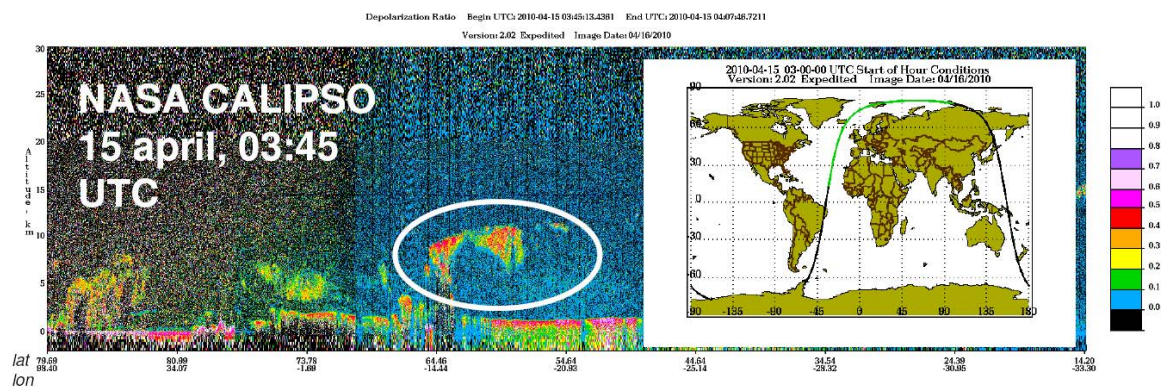 Depolarization Ratio Begin UTC: 2010-04-15 03:45:13.4361 End UTC: 2010-04-15 04:07:46.7211
Version: 2.02 Expedited Image Date: 04/16/2010
NASA CALIPSO
15 april, 03:45
UTC
2010-04-15 03-00-00 UTC Start of Hour Conditions
Version: 2.02 Expedited Image Date: 04/16/2010
90
60
30
0
-30
-60
-90 -135 -90 -45 0 45 90 135 180
Altitude, km
30
25
20
15
10
5
0
1.0
0.9
0.8
0.7
0.6
0.5
0.4
0.3
0.2
0.1
0.0
lat 79.59 80.99 73.78 64.46 54.64 44.64 34.54 24.39 14.20
lon 98.40 34.07 -1.68 -14.44 -20.93 -25.14 -28.32 -30.95 -33.30